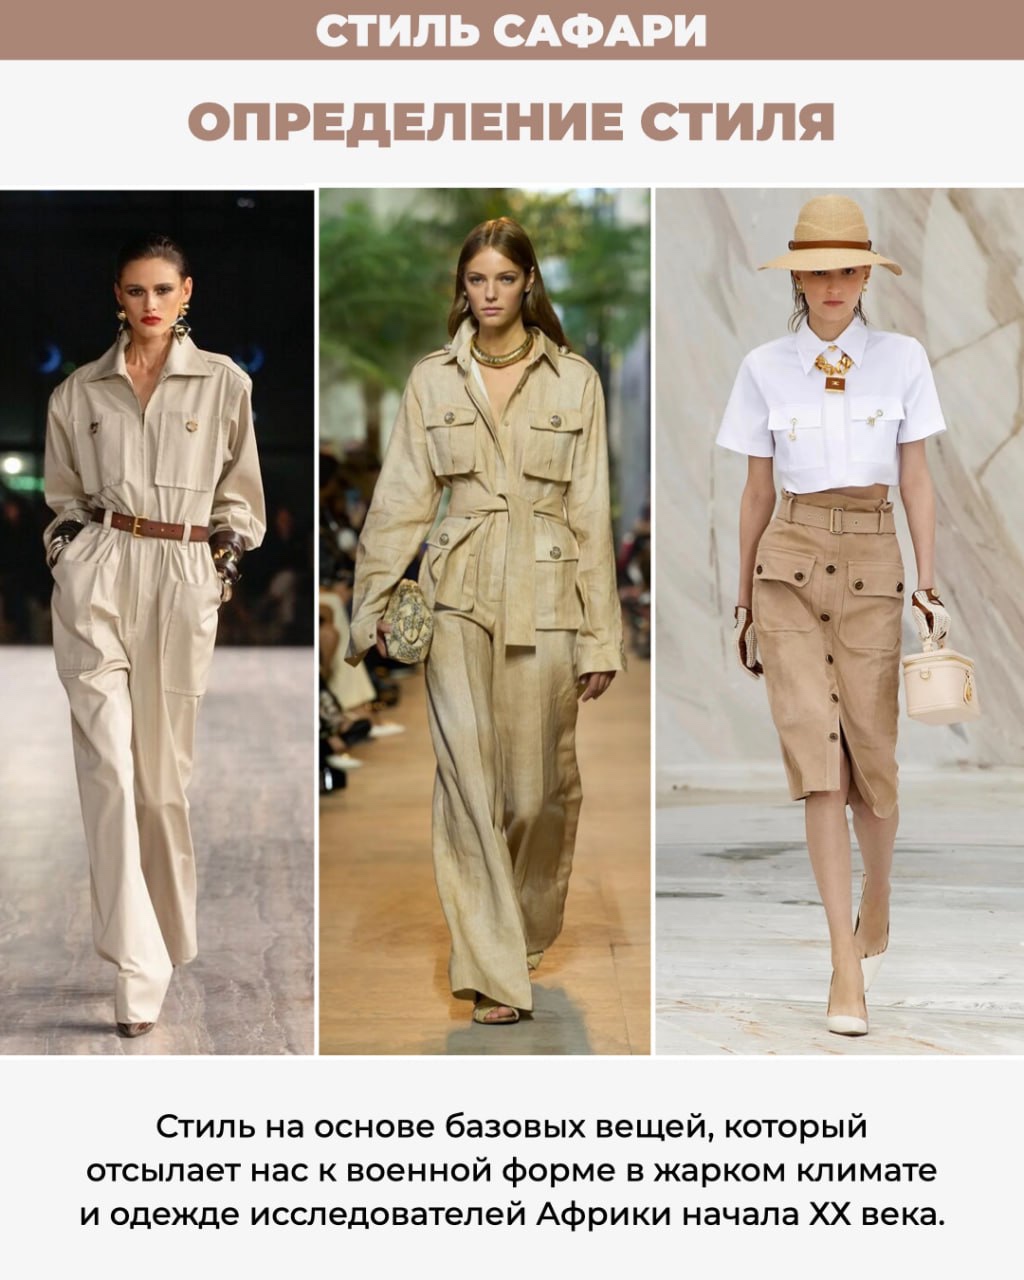 СТИЛЬ САФАРИ
ОПРЕДЕЛЕНИЕ СТИЛЯ
Стиль на основе базовых вещей, который
отсылает нас к военной форме в жарком климате
и одежде исследователей Африки начала XX века.